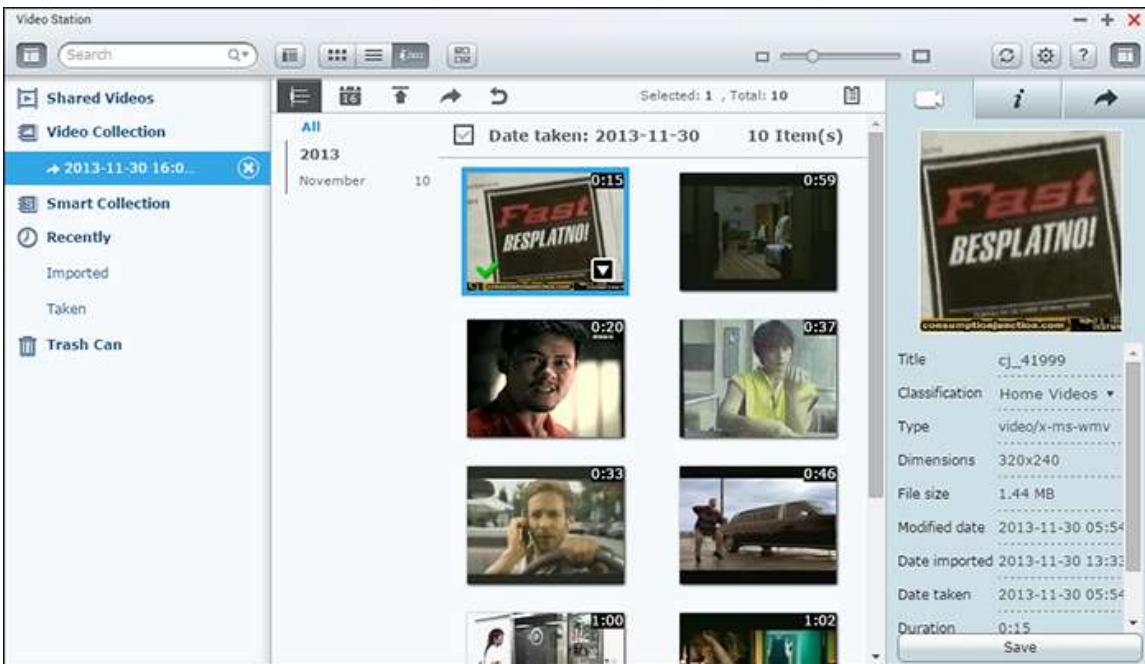 Video Station
Search
Shared Videos
Video Collection
2013-11-30 16:0...
Smart Collection
Recently
Imported
Taken
Trash Can
16
Selected: 1 , Total: 10
All
2013
November 10
Date taken: 2013-11-30 10 Item(s)
0:15
Fast
BESPLATNO!
consumptionjunction.com
0:59
0:20
0:37
0:33
0:46
1:00
1:02
?
i
Fast
BESPLATNO!
consumptionjunction.com
Title cj_41999
Classification Home Videos
Type video/x-ms-wmv
Dimensions 320x240
File size 1.44 MB
Modified date 2013-11-30 05:54
Date imported 2013-11-30 13:33
Date taken 2013-11-30 05:54
Duration 0:15
Save